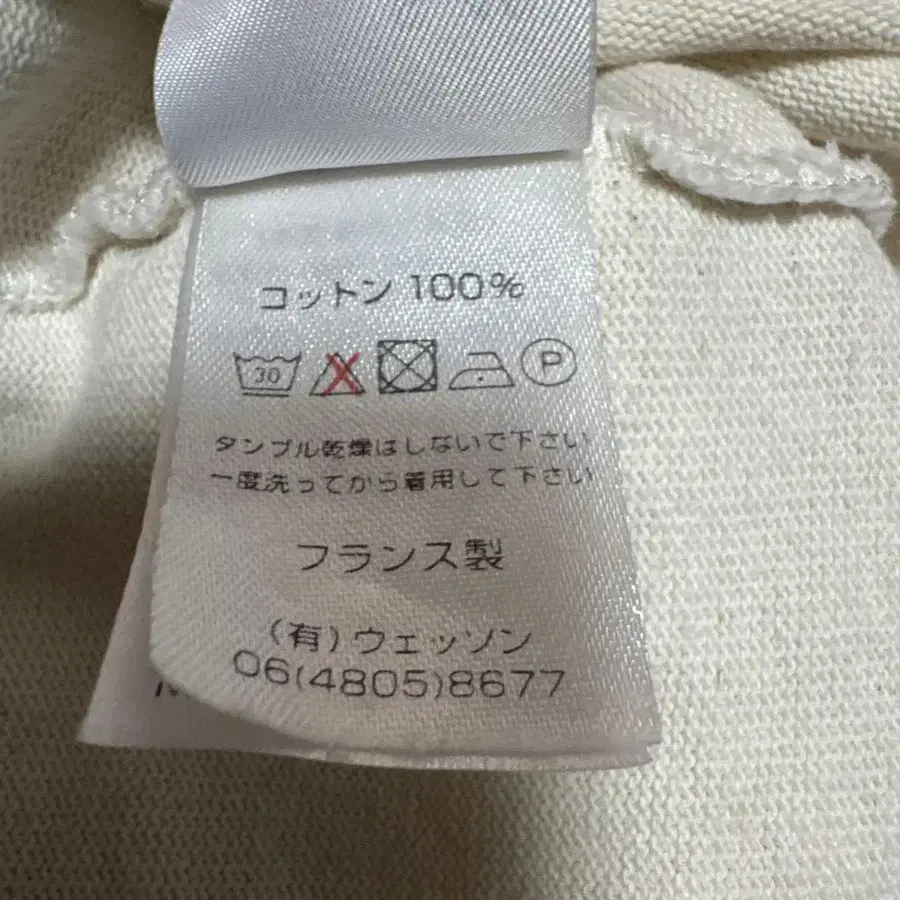 コットン 100%
30 P
タンブル乾燥はしないで下さい
一度洗ってから着用して下さい
フランス製
(有) ウェッソン
06(4805)8677